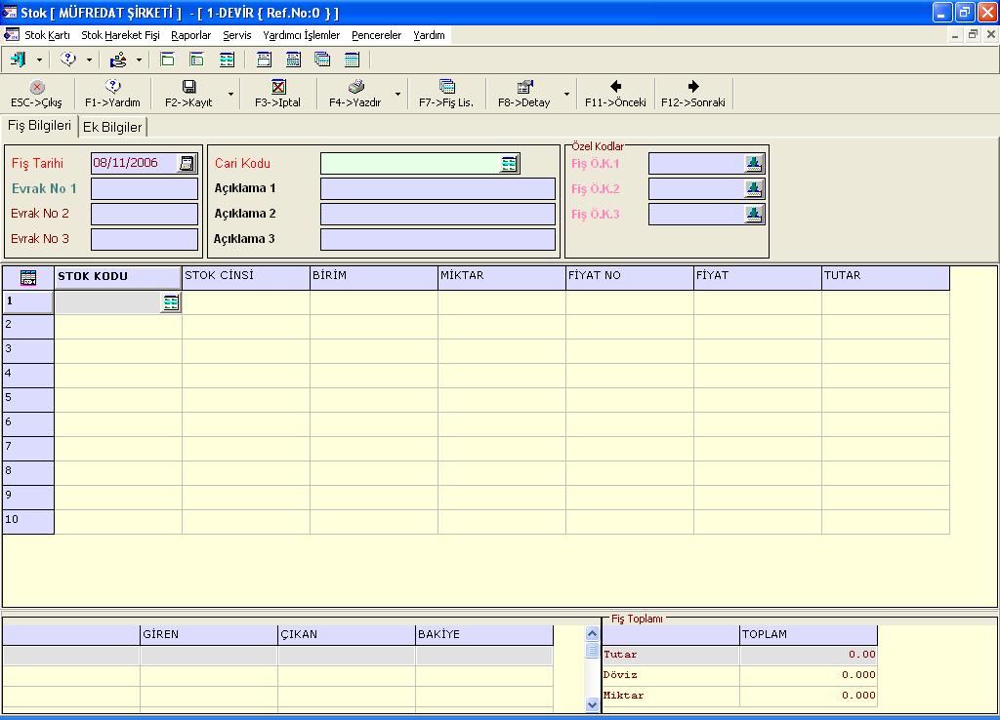 Stok [ MÜFREDAT ŞİRKETİ ] - [ 1-DEVİR { Ref.No:0 } ]
Stok Kartı Stok Hareket Fişi Raporlar Servis Yardımcı İşlemler Pencereler Yardım
ESC->Çıkış F1->Yardım F2->Kayıt F3->İptal F4->Yazdır F7->Fiş Lis. F8->Detay F11->Önceki F12->Sonraki
Fiş Bilgileri Ek Bilgiler
Özel Kodlar
Fiş Tarihi 08/11/2006 Cari Kodu Fiş Ö.K.1
Evrak No 1 Açıklama 1 Fiş Ö.K.2
Evrak No 2 Açıklama 2 Fiş Ö.K.3
Evrak No 3 Açıklama 3
STOK KODU STOK CİNSİ BİRİM MİKTAR FİYAT NO FİYAT TUTAR
1
2
3
4
5
6
7
8
9
10
Fiş Toplamı
GİREN ÇIKAN BAKİYE TOPLAM
Tutar 0.00
Döviz 0.000
Miktar 0.000